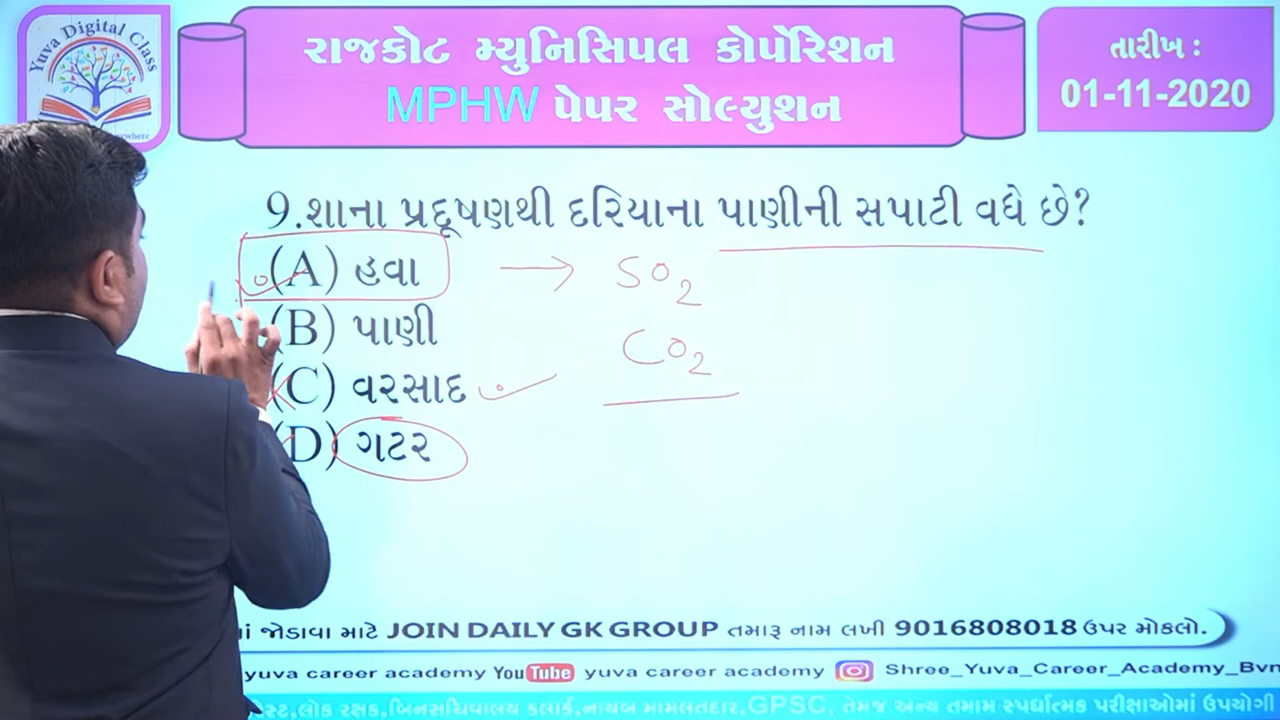 Yuva Digital Class
રાજકોટ મ્યુનિસિપલ કોર્પોરેશન
MPHW પેપર સોલ્યુશન
તારીખ :
01-11-2020
9.શાના પ્રદૂષણથી દરિયાના પાણીની સપાટી વધે છે?
(A) હવા → SO2
(B) પાણી
CO2
(C) વરસાદ
(D) ગટર
જોડાવા માટે JOIN DAILY GK GROUP તમારૂ નામ લખી 9016808018 ઉપર મોકલો.
yuva career academy YouTube yuva career academy Shree_Yuva_Career_Academy_Bvn
લોક રક્ષક,બિનસચિવાલય કલાર્ક,નાયબ મામલતદાર,GPSC, તેમજ અન્ય તમામ સ્પર્ધાત્મક પરીક્ષાઓમાં ઉપયોગી